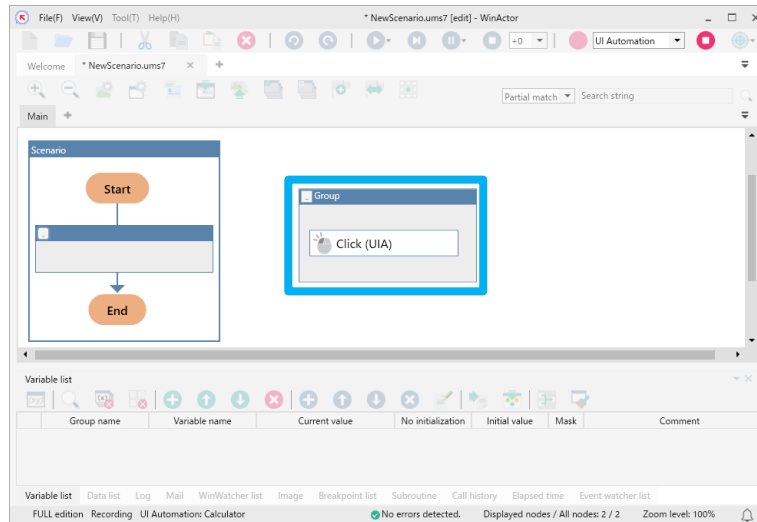 File(F) View(V) Tool(T) Help(H) * NewScenario.ums7 [edit] - WinActor
+0 UI Automation
Welcome * NewScenario.ums7 × +
Partial match Search string
Main +
Scenario
Start
End
Group
Click (UIA)
Variable list
Group name Variable name Current value No initialization Initial value Mask Comment
Variable list Data list Log Mail WinWatcher list Image Breakpoint list Subroutine Call history Elapsed time Event watcher list
FULL edition Recording UI Automation: Calculator No errors detected. Displayed nodes / All nodes: 2 / 2 Zoom level: 100%